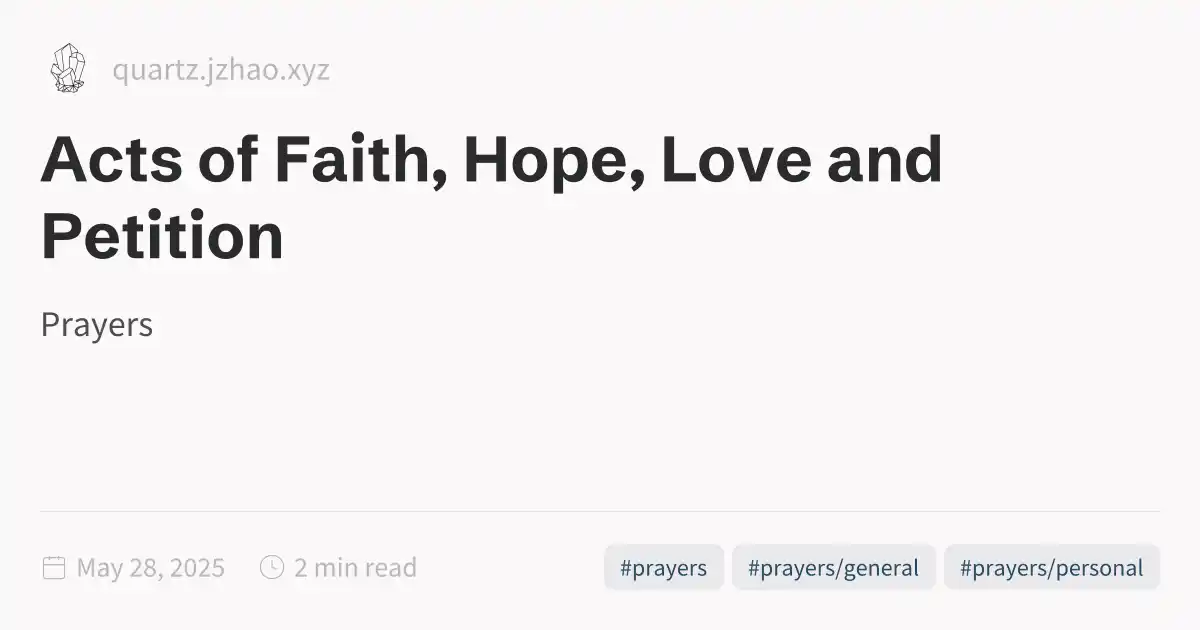 quartz.jzhao.xyz
Acts of Faith, Hope, Love and
Petition
Prayers
May 28, 2025 2 min read #prayers #prayers/general #prayers/personal